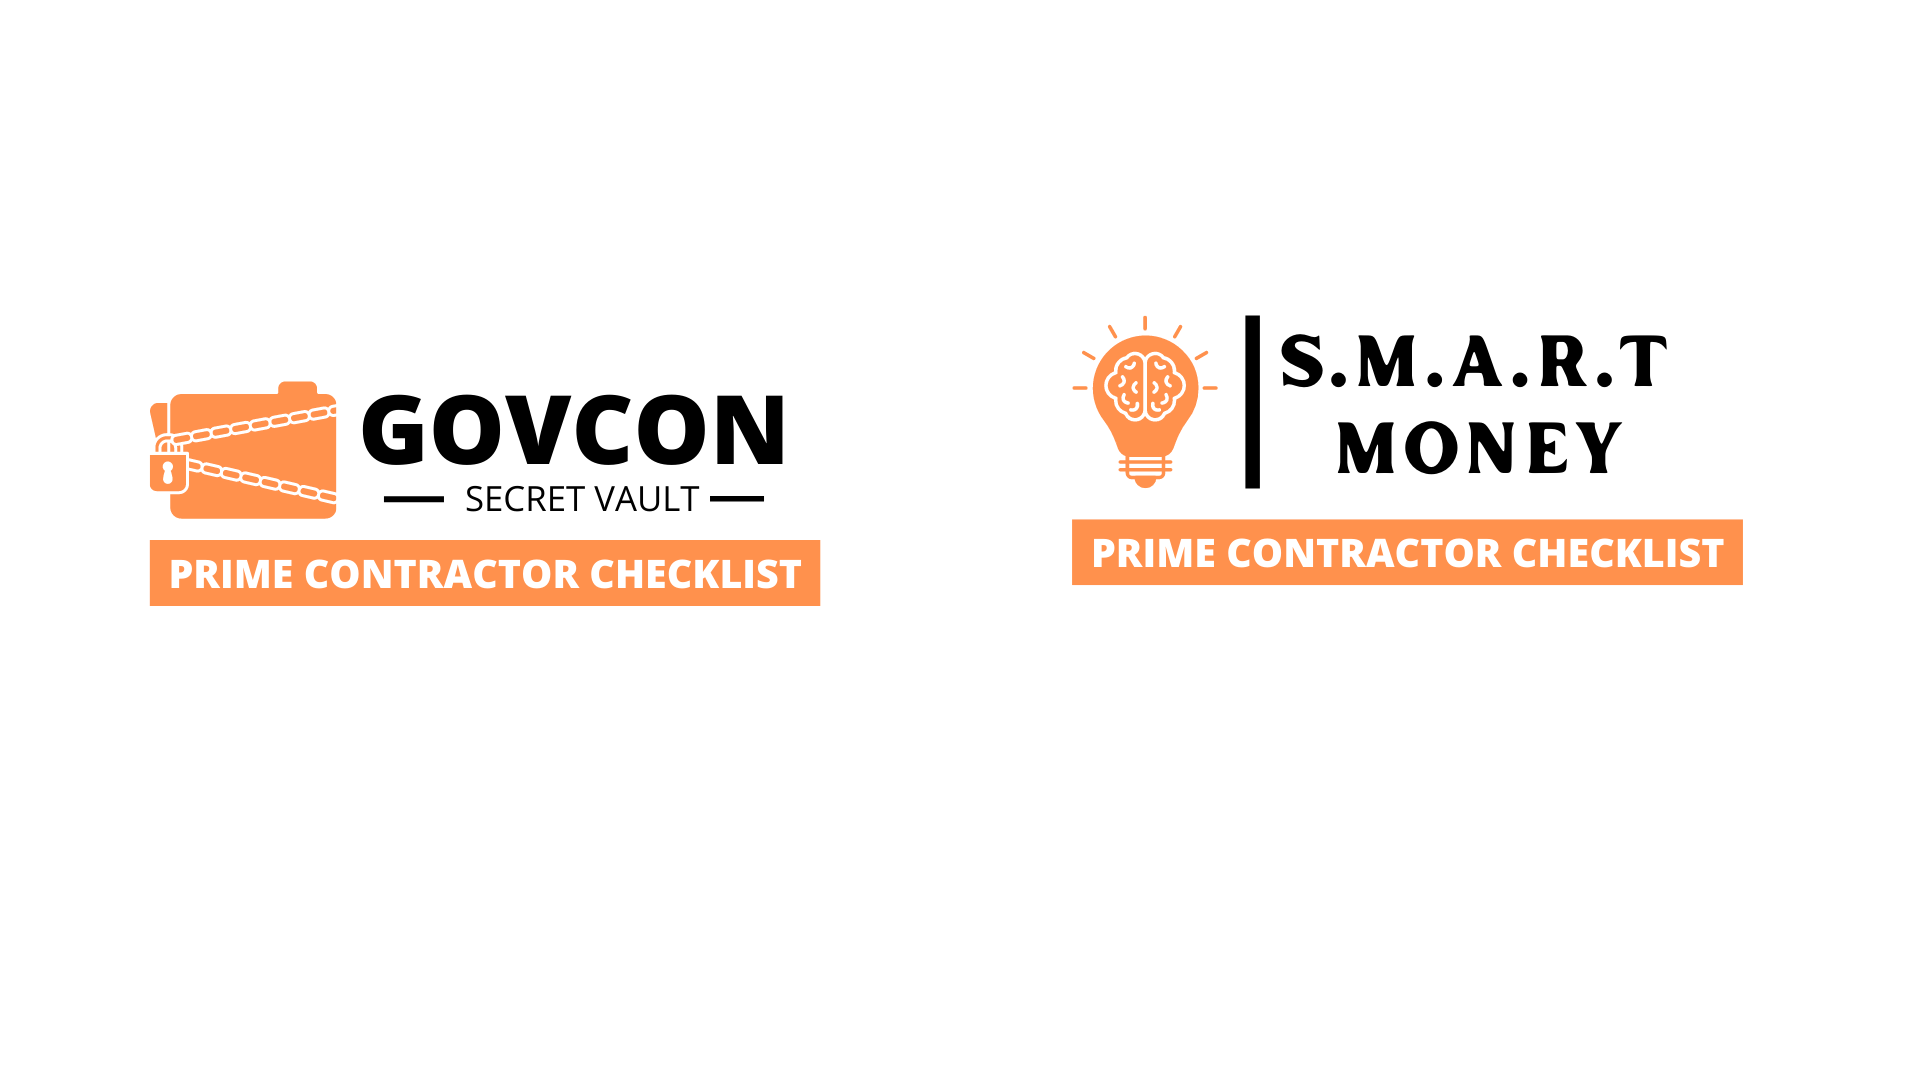 GOVCON
SECRET VAULT
PRIME CONTRACTOR CHECKLIST
S.M.A.R.T
MONEY
PRIME CONTRACTOR CHECKLIST